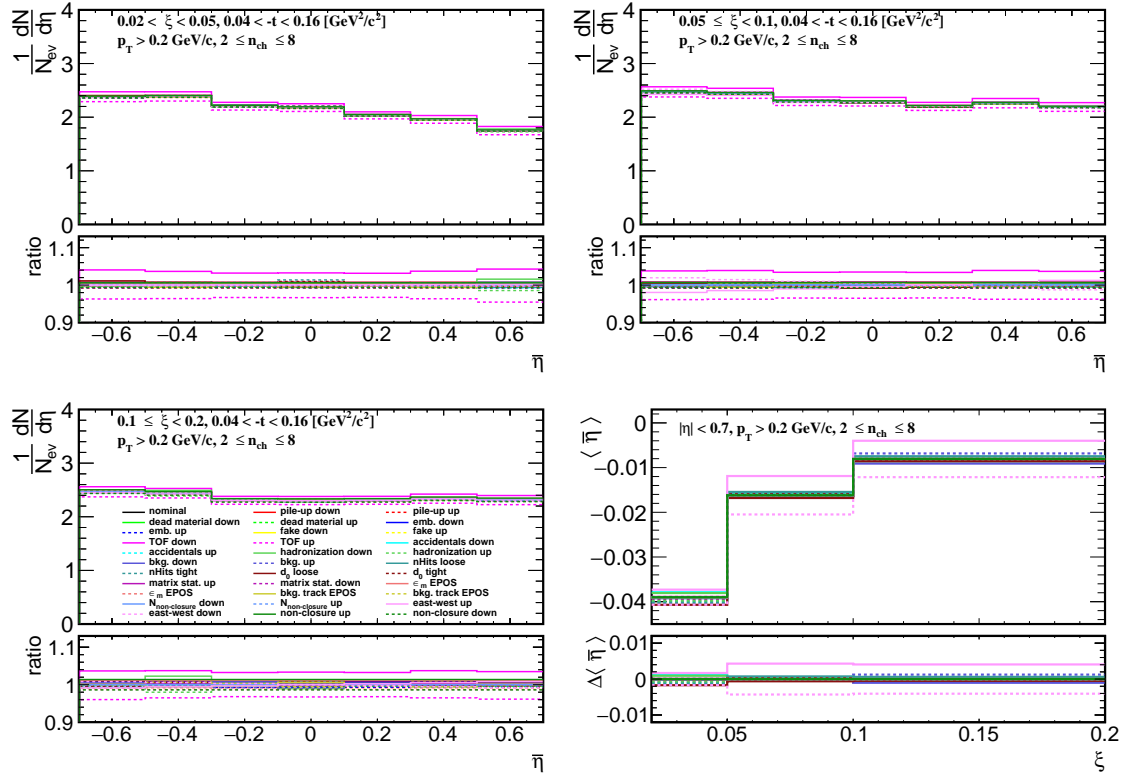 1/N_ev dN/dη
0.02 < ξ < 0.05, 0.04 < -t < 0.16 [GeV²/c²]
p_T > 0.2 GeV/c, 2 ≤ n_ch ≤ 8
4
3
2
1
0
ratio
1.1
1
0.9
−0.6 −0.4 −0.2 0 0.2 0.4 0.6
η̅
1/N_ev dN/dη
0.05 ≤ ξ < 0.1, 0.04 < -t < 0.16 [GeV²/c²]
p_T > 0.2 GeV/c, 2 ≤ n_ch ≤ 8
4
3
2
1
0
ratio
1.1
1
0.9
−0.6 −0.4 −0.2 0 0.2 0.4 0.6
η̅
1/N_ev dN/dη
0.1 ≤ ξ < 0.2, 0.04 < -t < 0.16 [GeV²/c²]
p_T > 0.2 GeV/c, 2 ≤ n_ch ≤ 8
4
3
2
1
0
nominal pile-up down pile-up up
dead material down dead material up emb. down
emb. up fake down fake up
TOF down TOF up accidentals down
accidentals up hadronization down hadronization up
bkg. down bkg. up nHits loose
nHits tight d_0 loose d_0 tight
matrix stat. up matrix stat. down ϵ_m EPOS
ϵ_m EPOS bkg. track EPOS bkg. track EPOS
N_non-closure down N_non-closure up east-west up
east-west down non-closure up non-closure down
ratio
1.1
1
0.9
−0.6 −0.4 −0.2 0 0.2 0.4 0.6
η̅
⟨ η̅ ⟩
|η| < 0.7, p_T > 0.2 GeV/c, 2 ≤ n_ch ≤ 8
0
−0.01
−0.02
−0.03
−0.04
Δ⟨ η̅ ⟩
0.01
0
−0.01
0.05 0.1 0.15 0.2
ξ